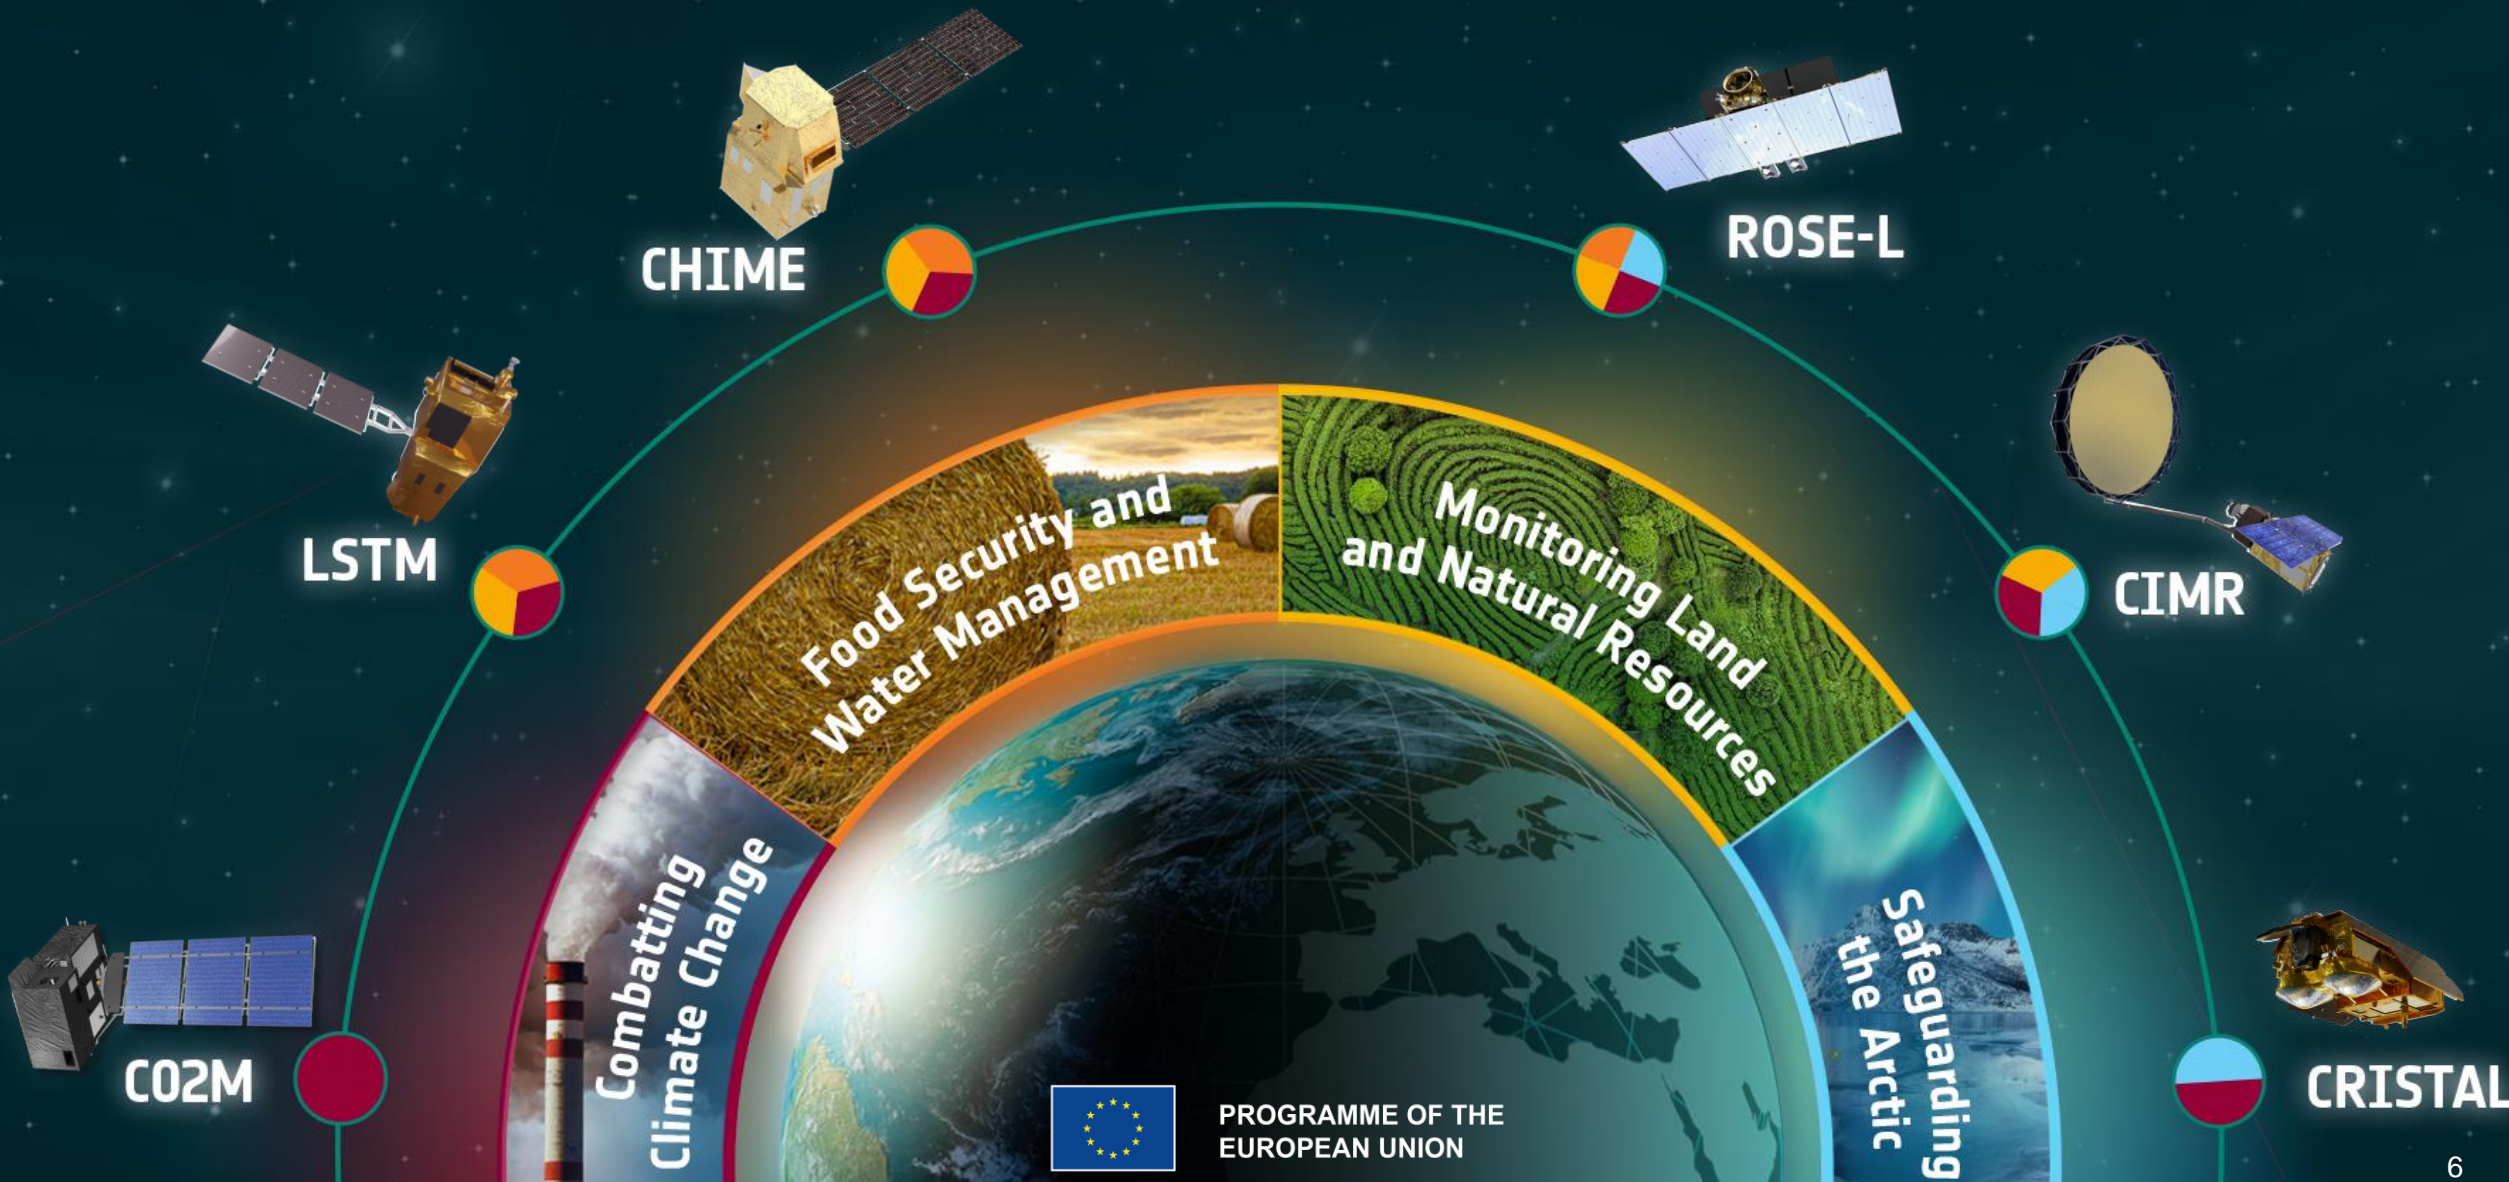 CHIME
ROSE-L
LSTM
CIMR
Food Security and
Water Management
Monitoring Land
and Natural Resources
Combatting
Climate Change
Safeguarding
the Arctic
CO2M
CRISTAL
PROGRAMME OF THE
EUROPEAN UNION
6